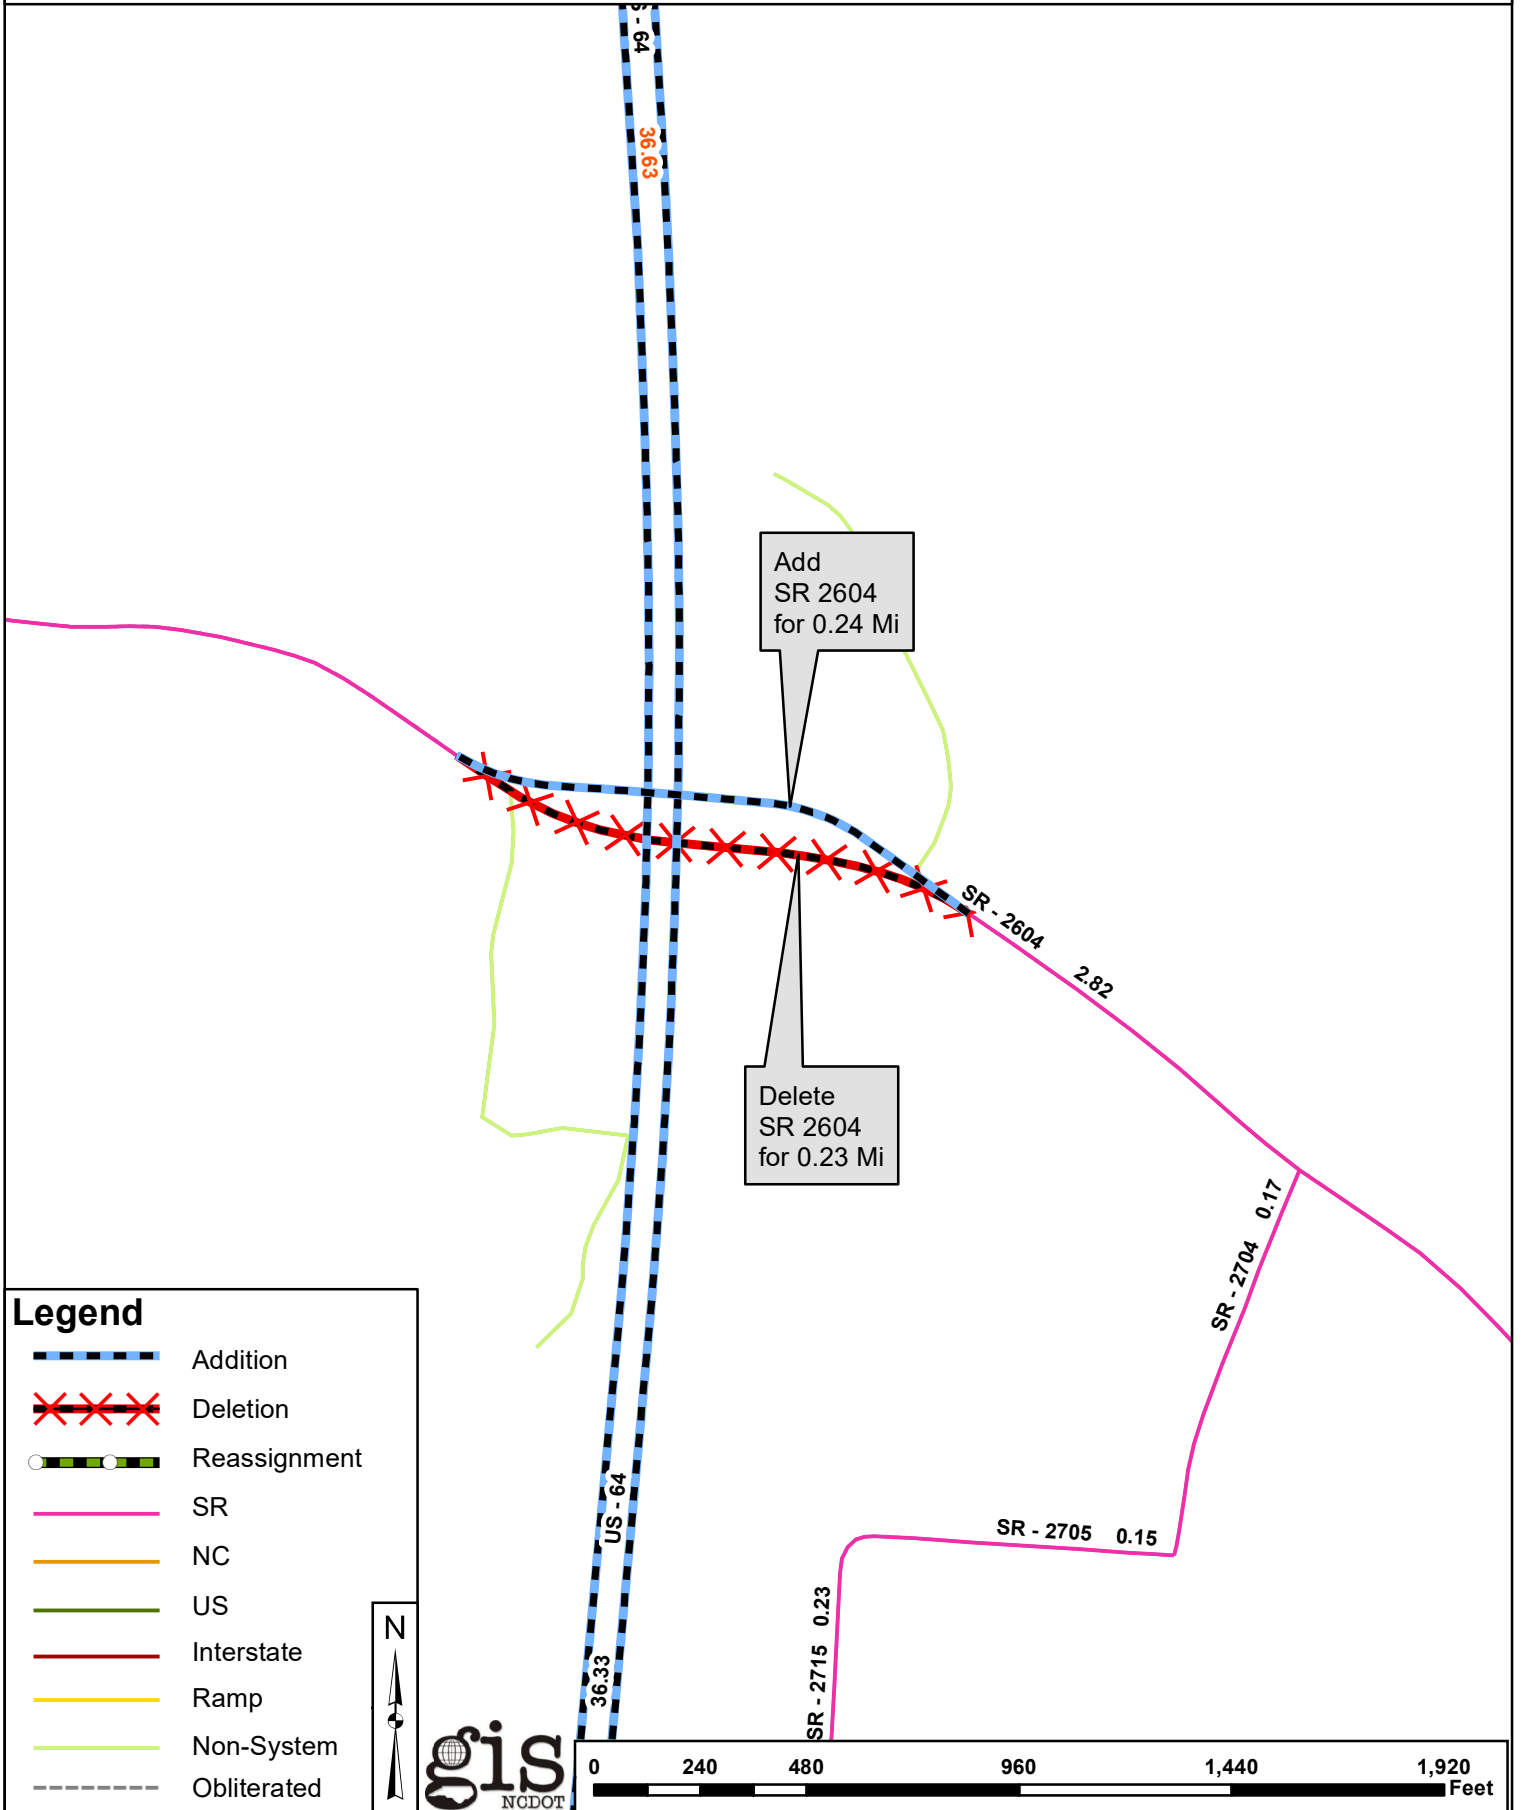 - 64
36.63
Add
SR 2604
for 0.24 Mi
SR - 2604
2.82
Delete
SR 2604
for 0.23 Mi
SR - 2704 0.17
US - 64
SR - 2705 0.15
SR - 2715 0.23
36.33
Legend
Addition
Deletion
Reassignment
SR
NC
US
Interstate
Ramp
Non-System
Obliterated
N
gis
NCDOT
0 240 480 960 1,440 1,920
Feet